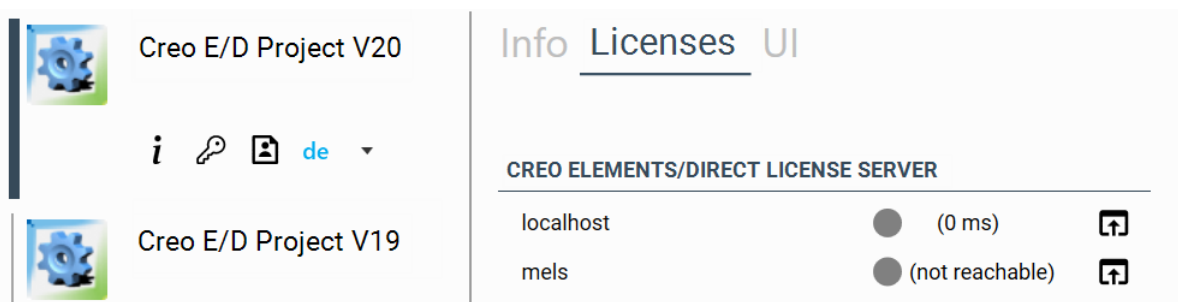 Creo E/D Project V20
i de
Creo E/D Project V19
Info Licenses UI
CREO ELEMENTS/DIRECT LICENSE SERVER
localhost (0 ms)
mels (not reachable)